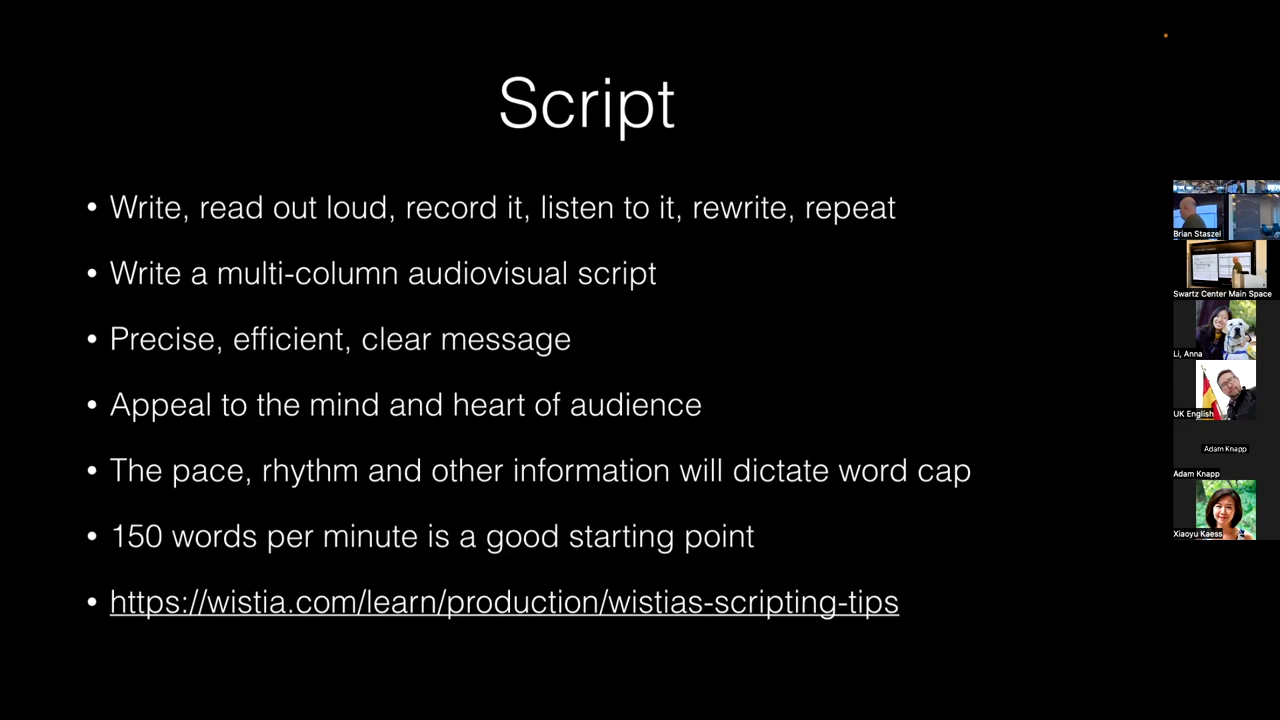 Script
• Write, read out loud, record it, listen to it, rewrite, repeat
• Write a multi-column audiovisual script
• Precise, efficient, clear message
• Appeal to the mind and heart of audience
• The pace, rhythm and other information will dictate word cap
• 150 words per minute is a good starting point
• https://wistia.com/learn/production/wistias-scripting-tips
Brian Staszel
Swartz Center Main Space
Li, Anna
UK English
Adam Knapp
Adam Knapp
Xiaoyu Kaess